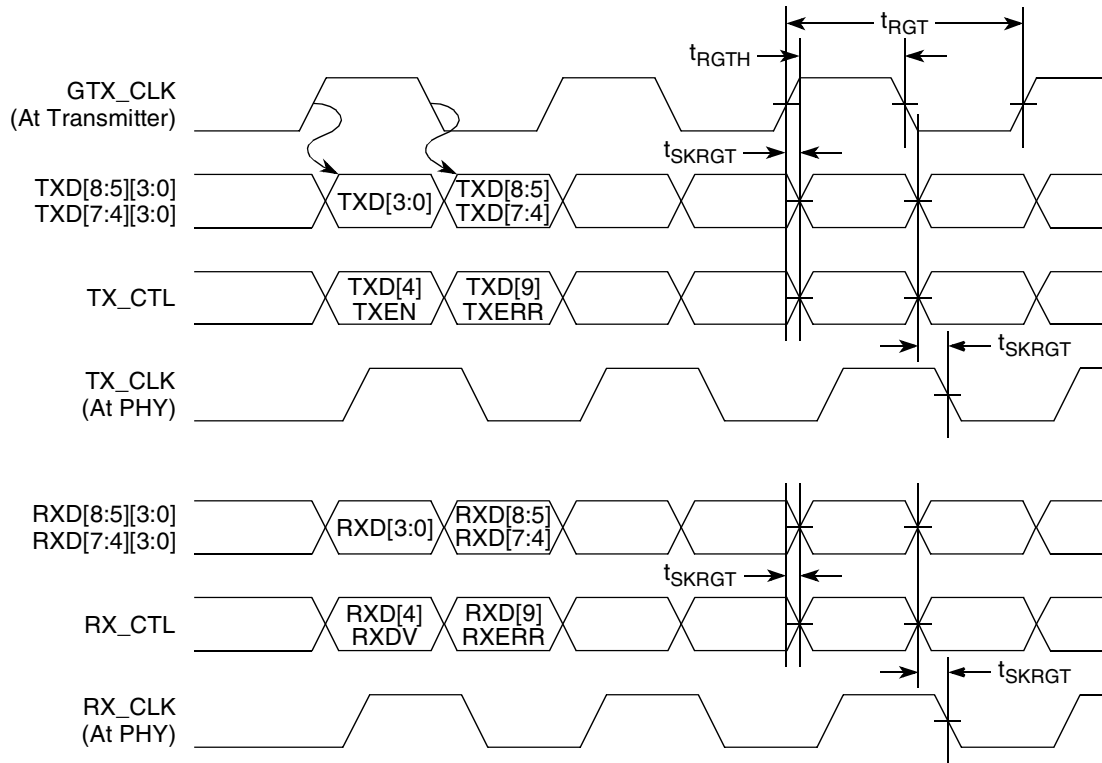 tRGT
tRGTH
GTX_CLK
(At Transmitter)
tSKRGT
TXD[8:5][3:0]
TXD[7:4][3:0]
TXD[3:0]
TXD[8:5]
TXD[7:4]
TX_CTL
TXD[4]
TXEN
TXD[9]
TXERR
tSKRGT
TX_CLK
(At PHY)
RXD[8:5][3:0]
RXD[7:4][3:0]
RXD[3:0]
RXD[8:5]
RXD[7:4]
tSKRGT
RX_CTL
RXD[4]
RXDV
RXD[9]
RXERR
tSKRGT
RX_CLK
(At PHY)